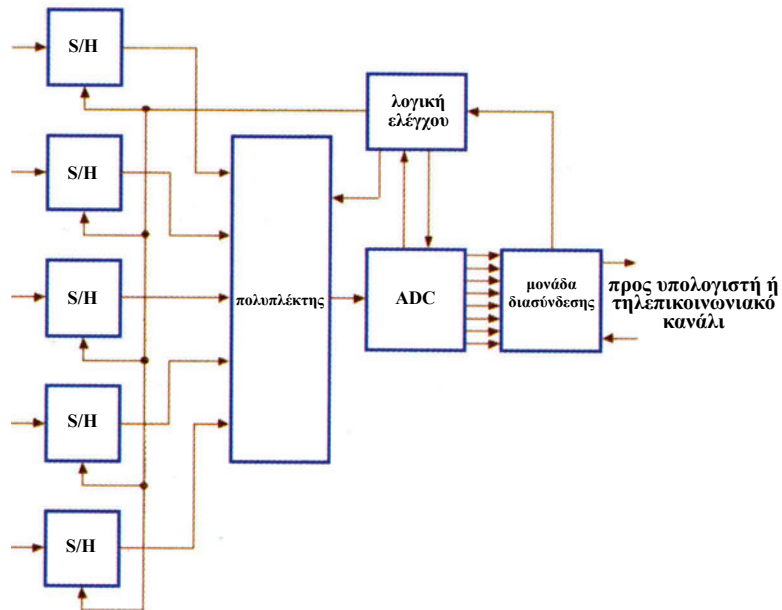 S/H
λογική
ελέγχου
S/H
S/H
πολυπλέκτης
ADC
μονάδα
διασύνδεσης
προς υπολογιστή ή
τηλεπικοινωνιακό
κανάλι
S/H
S/H